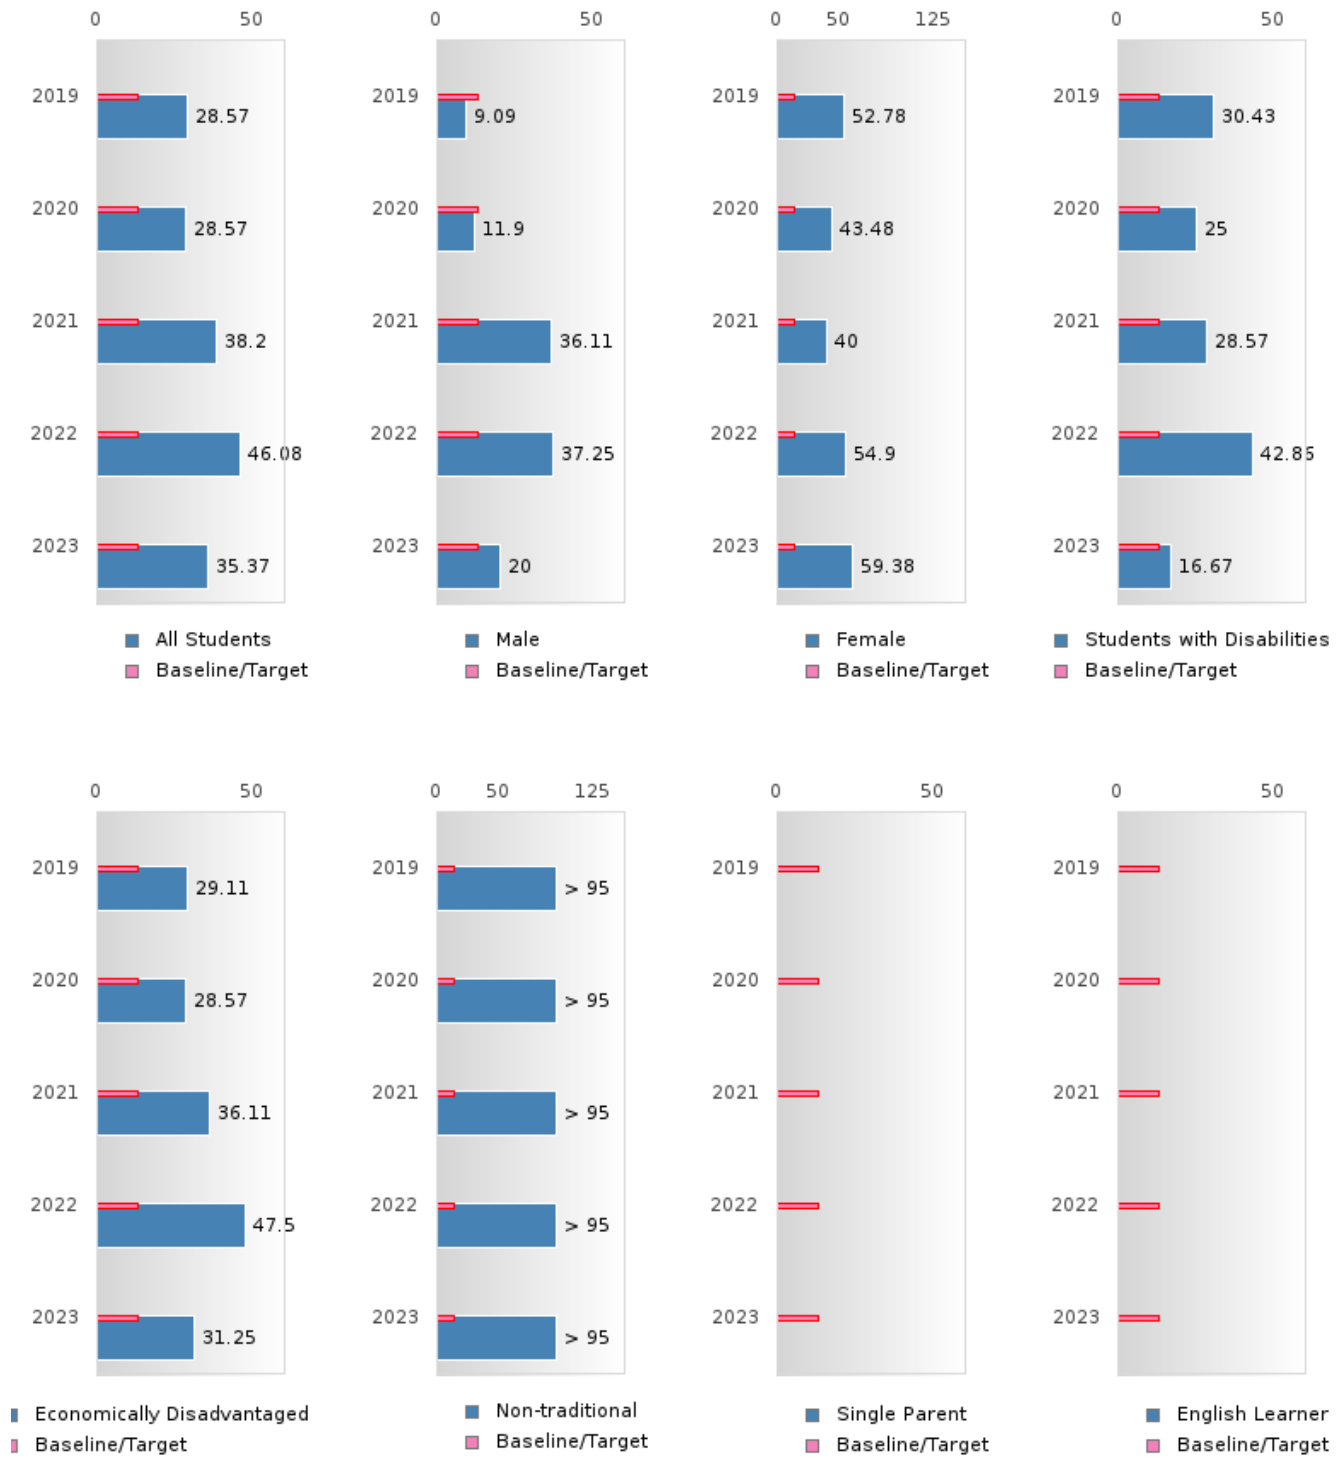 0 50
2019 28.57
2020 28.57
2021 38.2
2022 46.08
2023 35.37
All Students
Baseline/Target
0 50
2019 9.09
2020 11.9
2021 36.11
2022 37.25
2023 20
Male
Baseline/Target
0 50 125
2019 52.78
2020 43.48
2021 40
2022 54.9
2023 59.38
Female
Baseline/Target
0 50
2019 30.43
2020 25
2021 28.57
2022 42.86
2023 16.67
Students with Disabilities
Baseline/Target
0 50
2019 29.11
2020 28.57
2021 36.11
2022 47.5
2023 31.25
Economically Disadvantaged
Baseline/Target
0 50 125
2019 > 95
2020 > 95
2021 > 95
2022 > 95
2023 > 95
Non-traditional
Baseline/Target
0 50
2019
2020
2021
2022
2023
Single Parent
Baseline/Target
0 50
2019
2020
2021
2022
2023
English Learner
Baseline/Target